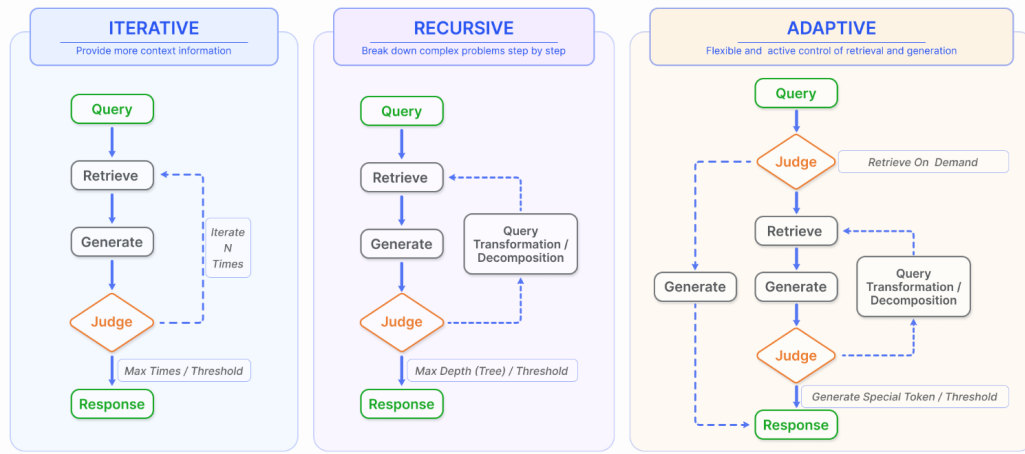 ITERATIVE
Provide more context information
Query
Retrieve
Generate
Iterate
N
Times
Judge
Max Times / Threshold
Response
RECURSIVE
Break down complex problems step by step
Query
Retrieve
Generate
Query
Transformation /
Decomposition
Judge
Max Depth (Tree) / Threshold
Response
ADAPTIVE
Flexible and active control of retrieval and generation
Query
Judge
Retrieve On Demand
Retrieve
Generate
Generate
Query
Transformation /
Decomposition
Judge
Generate Special Token / Threshold
Response